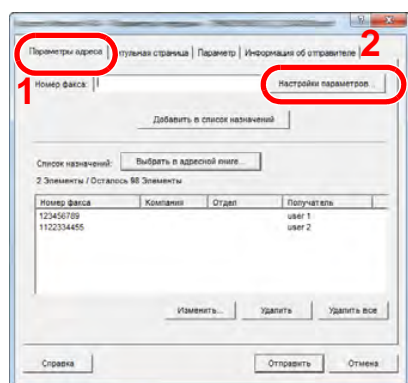 Параметры адреса | Титульная страница | Параметр | Информация об отправителе
2
1
Номер факса:
Настройки параметров...
Добавить в список назначений
Список назначений:
Выбрать в адресной книге...
2 Элементы / Осталось 98 Элементы
Номер факса Компания Отдел Получатель
123456789 user 1
1122334455 user 2
Изменить... Удалить Удалить все
Справка Отправить Отмена